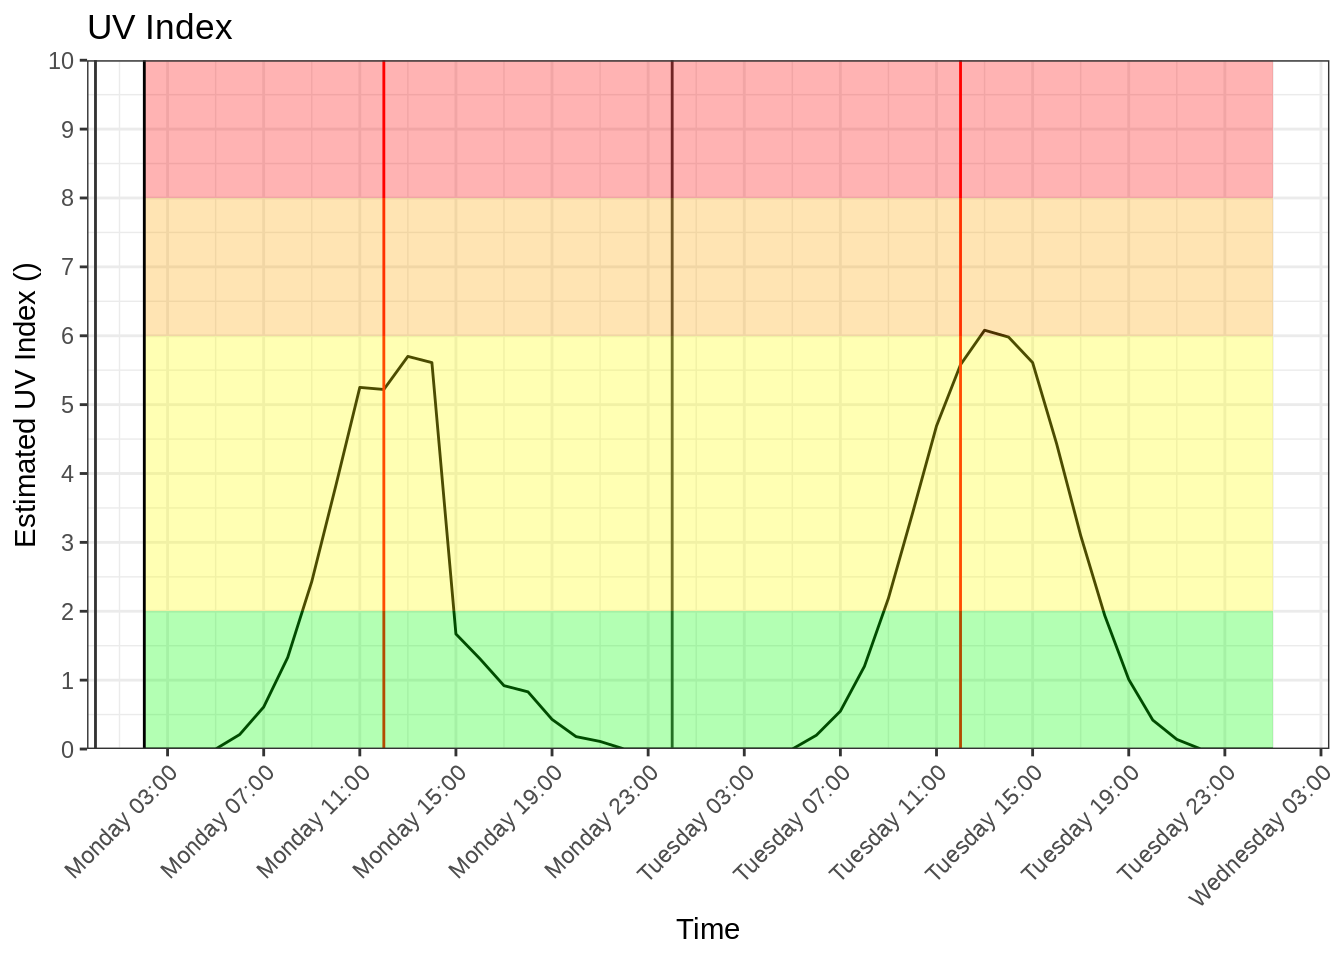 UV Index
Estimated UV Index ()
10
9
8
7
6
5
4
3
2
1
0
Monday 03:00
Monday 07:00
Monday 11:00
Monday 15:00
Monday 19:00
Monday 23:00
Tuesday 03:00
Tuesday 07:00
Tuesday 11:00
Tuesday 15:00
Tuesday 19:00
Tuesday 23:00
Wednesday 03:00
Time